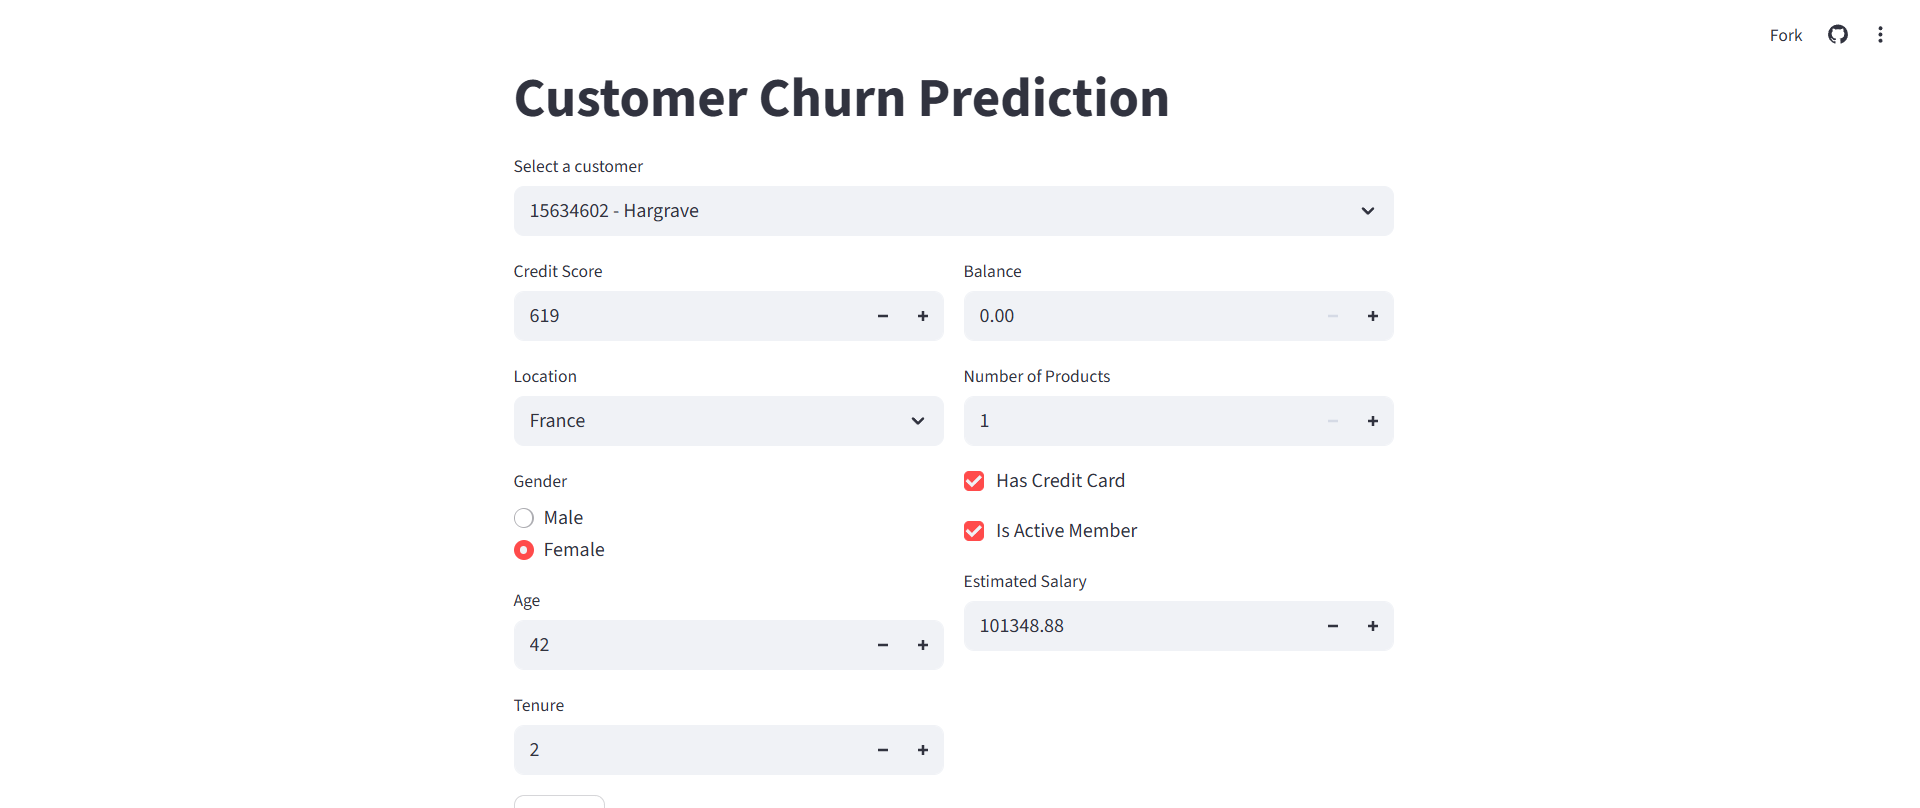 Fork
Customer Churn Prediction
Select a customer
15634602 - Hargrave
Credit Score
619
Location
France
Gender
Male
Female
Age
42
Tenure
2
Balance
0.00
Number of Products
1
Has Credit Card
Is Active Member
Estimated Salary
101348.88